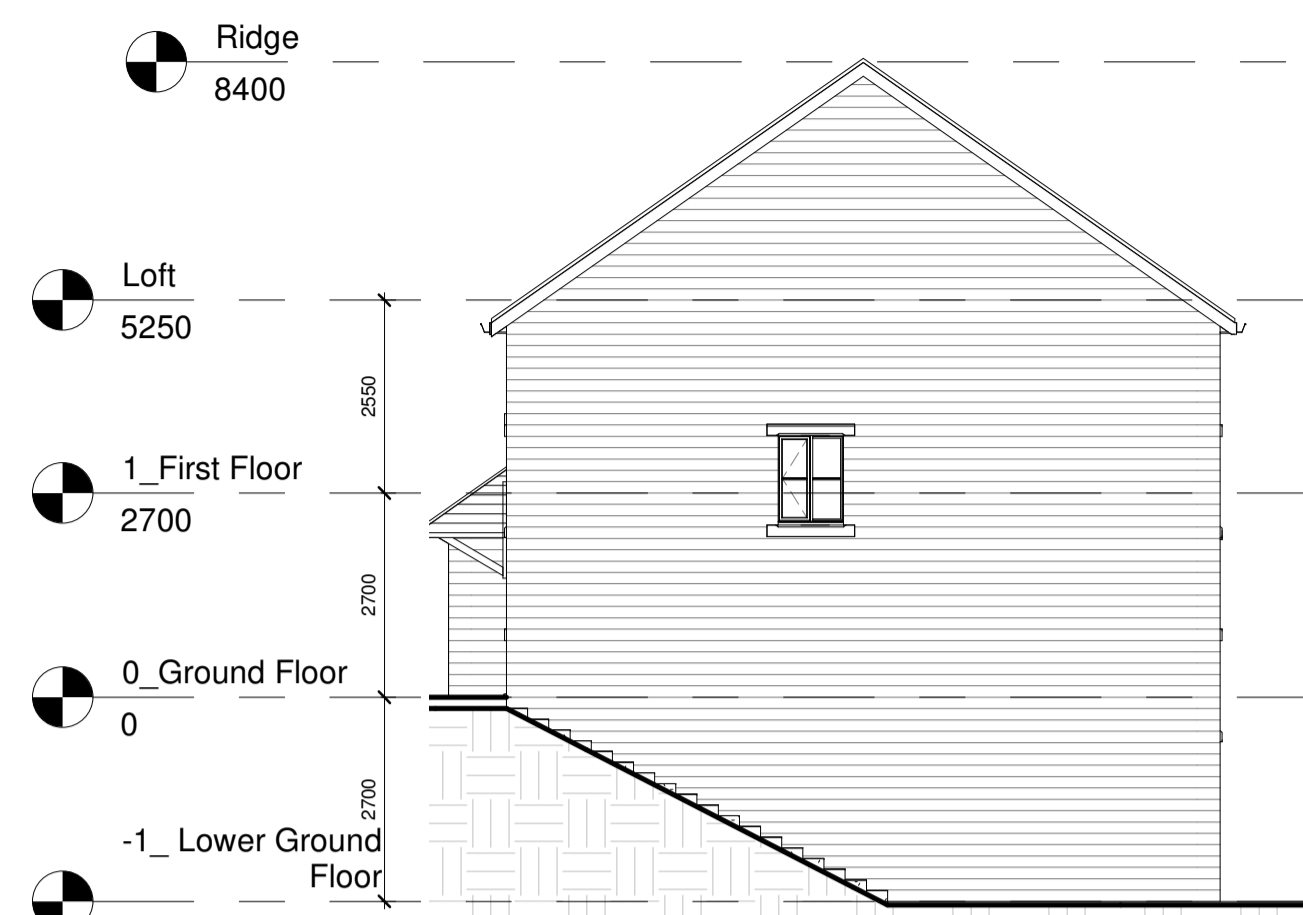 Ridge
8400
Loft
5250
2550
1_First Floor
2700
2700
0_Ground Floor
0
2700
-1_ Lower Ground
Floor